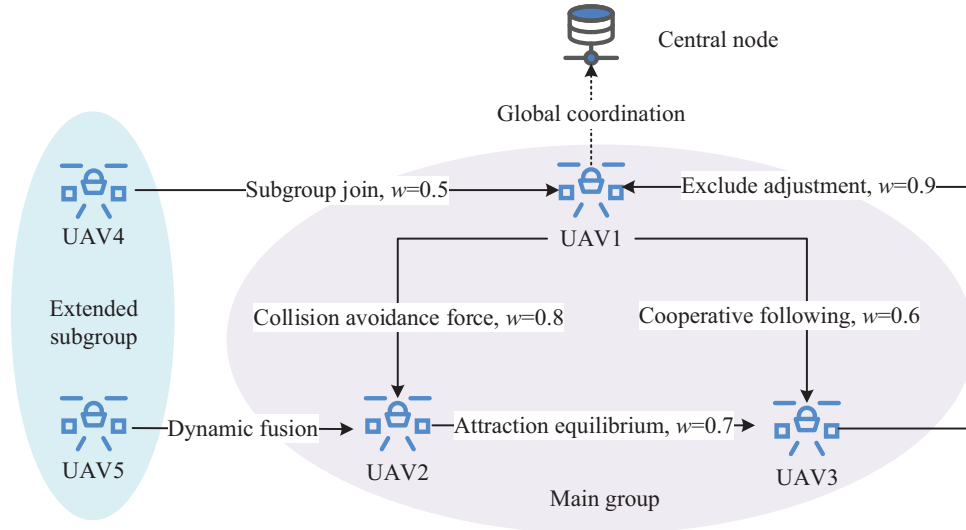 Central node
Global coordination
Subgroup join, w=0.5
Exclude adjustment, w=0.9
UAV4
UAV1
Extended
subgroup
Collision avoidance force, w=0.8
Cooperative following, w=0.6
Dynamic fusion
Attraction equilibrium, w=0.7
UAV5
UAV2
UAV3
Main group